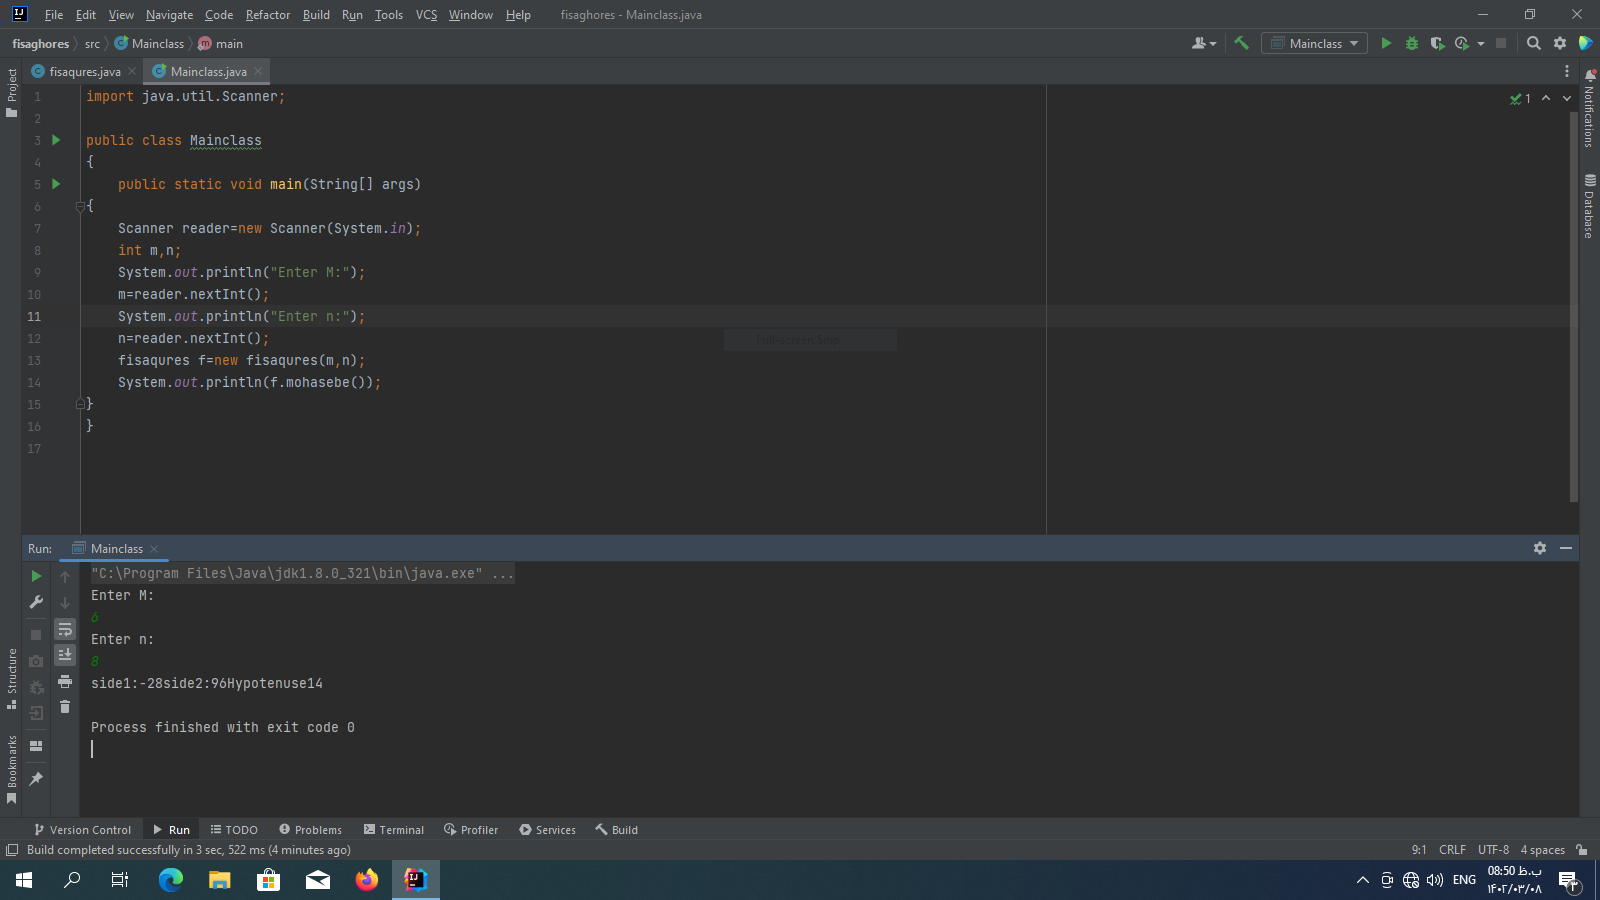 File Edit View Navigate Code Refactor Build Run Tools VCS Window Help fisaghores - Mainclass.java
fisaghores src Mainclass main
Mainclass
fisaqures.java Mainclass.java
Project
Notifications
Database
1 import java.util.Scanner;
2
3 public class Mainclass
4 {
5 public static void main(String[] args)
6 {
7 Scanner reader=new Scanner(System.in);
8 int m,n;
9 System.out.println("Enter M:");
10 m=reader.nextInt();
11 System.out.println("Enter n:");
12 n=reader.nextInt();
13 fisaqures f=new fisaqures(m,n);
14 System.out.println(f.mohasebe());
15 }
16 }
17
1
Full-screen Snip
Run: Mainclass
"C:\Program Files\Java\jdk1.8.0_321\bin\java.exe" ...
Enter M:
6
Enter n:
8
side1:-28side2:96Hypotenuse14
Process finished with exit code 0
Structure
Bookmarks
Version Control Run TODO Problems Terminal Profiler Services Build
Build completed successfully in 3 sec, 522 ms (4 minutes ago) 9:1 CRLF UTF-8 4 spaces
ENG
08:50 ب.ظ
۱۴۰۲/۰۳/۰۸
۳